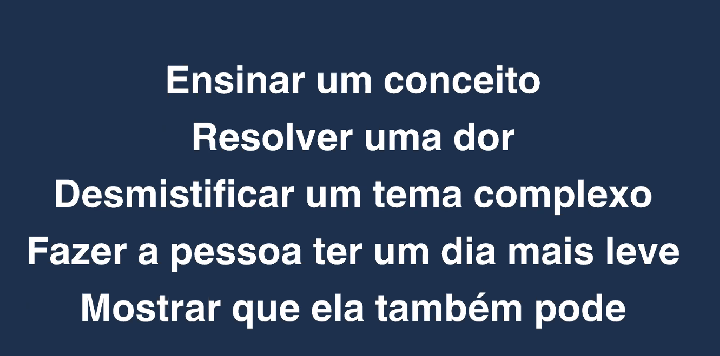 Ensinar um conceito
Resolver uma dor
Desmistificar um tema complexo
Fazer a pessoa ter um dia mais leve
Mostrar que ela também pode